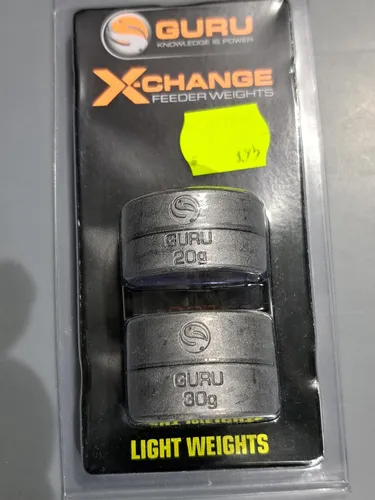 GURU
KNOWLEDGE IS POWER
X-CHANGE
FEEDER WEIGHTS
GURU
20g
GURU
30g
LIGHT WEIGHTS